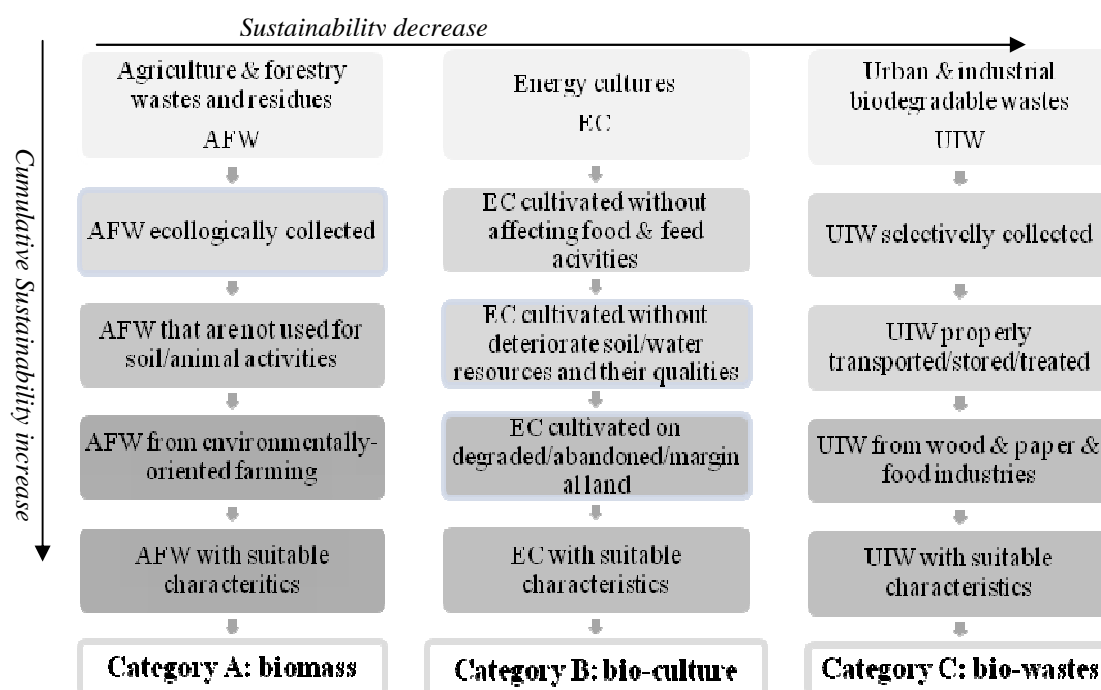 Sustainability decrease
Cumulative Sustainability increase
Agriculture & forestry
wastes and residues
AFW
AFW ecollogically collected
AFW that are not used for
soil/animal activities
AFW from environmentally-
oriented farming
AFW with suitable
characteritics
Category A: biomass
Energy cultures
EC
EC cultivated without
affecting food & feed
acivities
EC cultivated without
deteriorate soil/water
resources and their qualities
EC cultivated on
degraded/abandoned/margin
al land
EC with suitable
characteristics
Category B: bio-culture
Urban & industrial
biodegradable wastes
UIW
UIW selectivelly collected
UIW properly
transported/stored/treated
UIW from wood & paper &
food industries
UIW with suitable
characteristics
Category C: bio-wastes